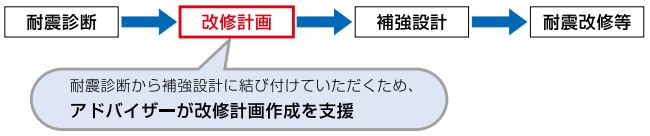 耐震診断
改修計画
補強設計
耐震改修等
耐震診断から補強設計に結び付けていただくため、
アドバイザーが改修計画作成を支援